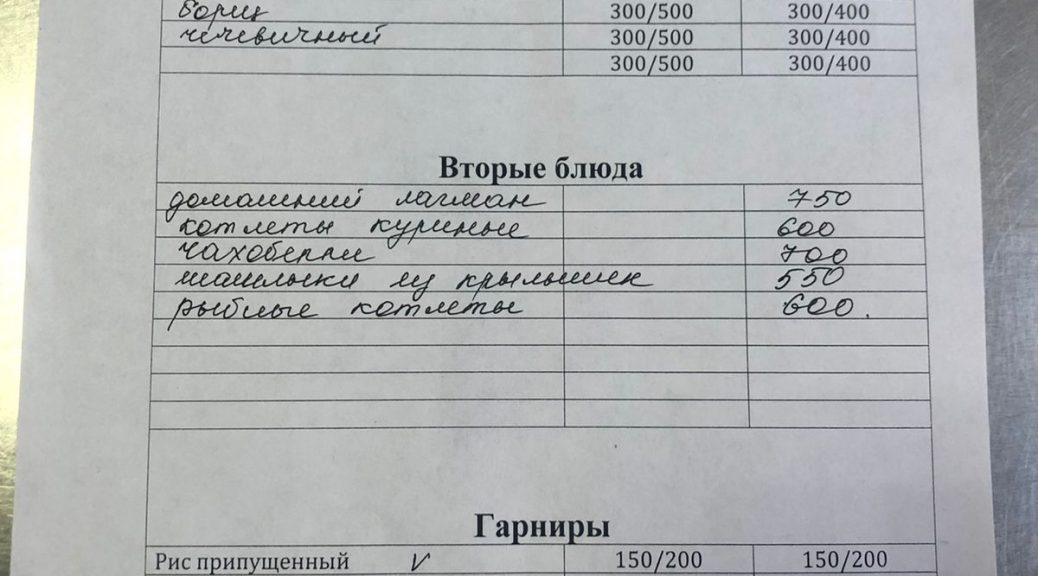 борщ 300/500 300/400
чечевичный 300/500 300/400
300/500 300/400
Вторые блюда
домашний лагман 750
котлеты куриные 600
чахобелли 700
шашлыки из крылышек 550
рыбные котлеты 600.
Гарниры
Рис припущенный V 150/200 150/200